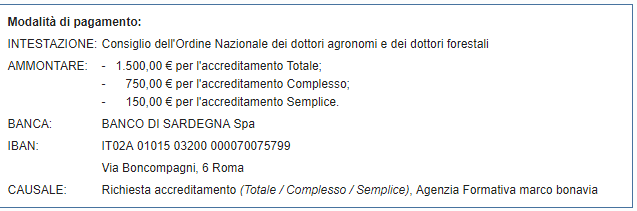 Modalità di pagamento:
INTESTAZIONE: Consiglio dell'Ordine Nazionale dei dottori agronomi e dei dottori forestali
AMMONTARE: - 1.500,00 € per l'accreditamento Totale;
- 750,00 € per l'accreditamento Complesso;
- 150,00 € per l'accreditamento Semplice.
BANCA: BANCO DI SARDEGNA Spa
IBAN: IT02A 01015 03200 000070075799
Via Boncompagni, 6 Roma
CAUSALE: Richiesta accreditamento (Totale / Complesso / Semplice), Agenzia Formativa marco bonavia